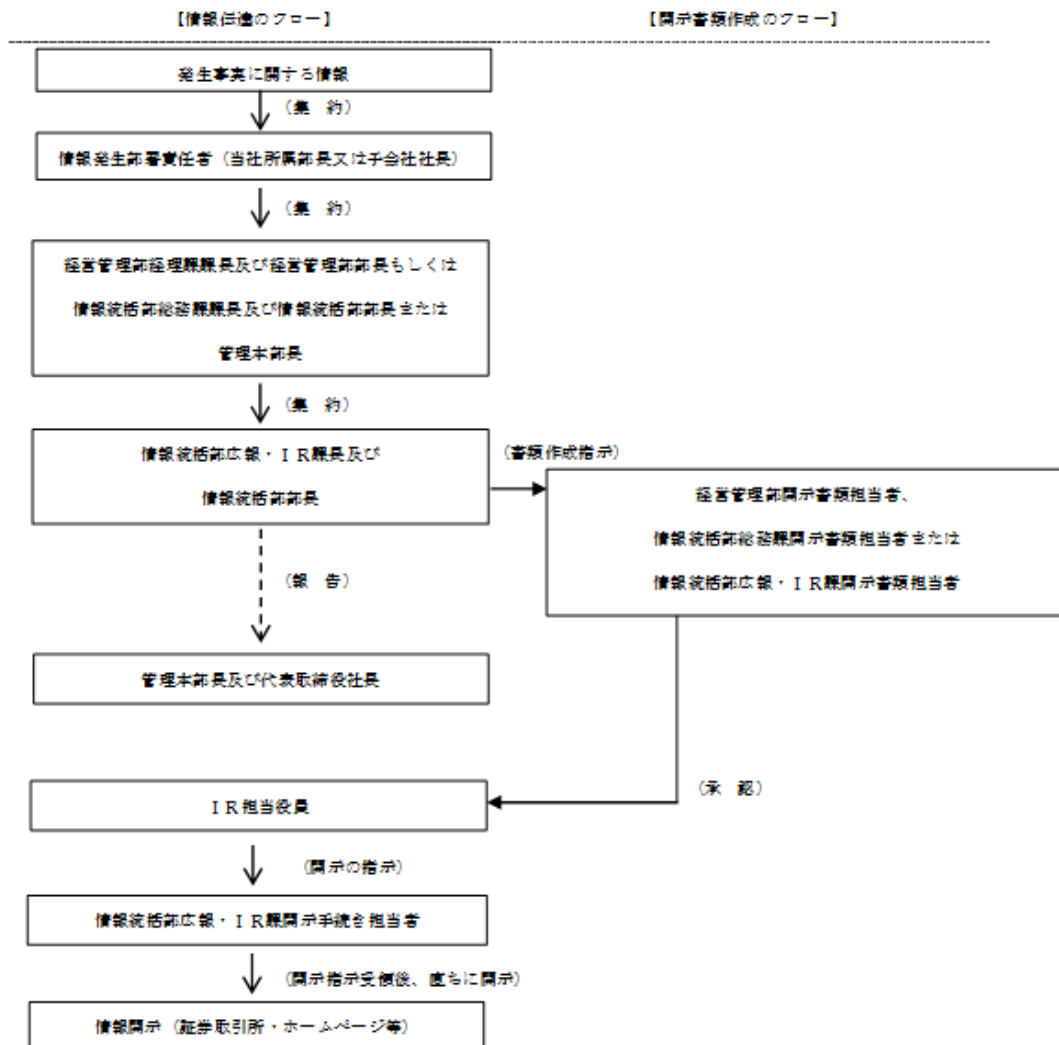 【情報伝達のフロー】
【開示書類作成のフロー】
発生事実に関する情報
（集　約）
情報発生部署責任者（当社所属部長又は子会社社長）
（集　約）
経営管理部経理課課長及び経営管理部部長もしくは
情報統括部総務課課長及び情報統括部部長または
管理本部長
（集　約）
情報統括部広報・ＩＲ課長及び
情報統括部部長
（書類作成指示）
経営管理部開示書類担当者、
情報統括部総務課開示書類担当者または
情報統括部広報・ＩＲ課開示書類担当者
（報　告）
管理本部長及び代表取締役社長
（承　認）
ＩＲ担当役員
（開示の指示）
情報統括部広報・ＩＲ課開示手続き担当者
（開示指示受領後、直ちに開示）
情報開示（証券取引所・ホームページ等）